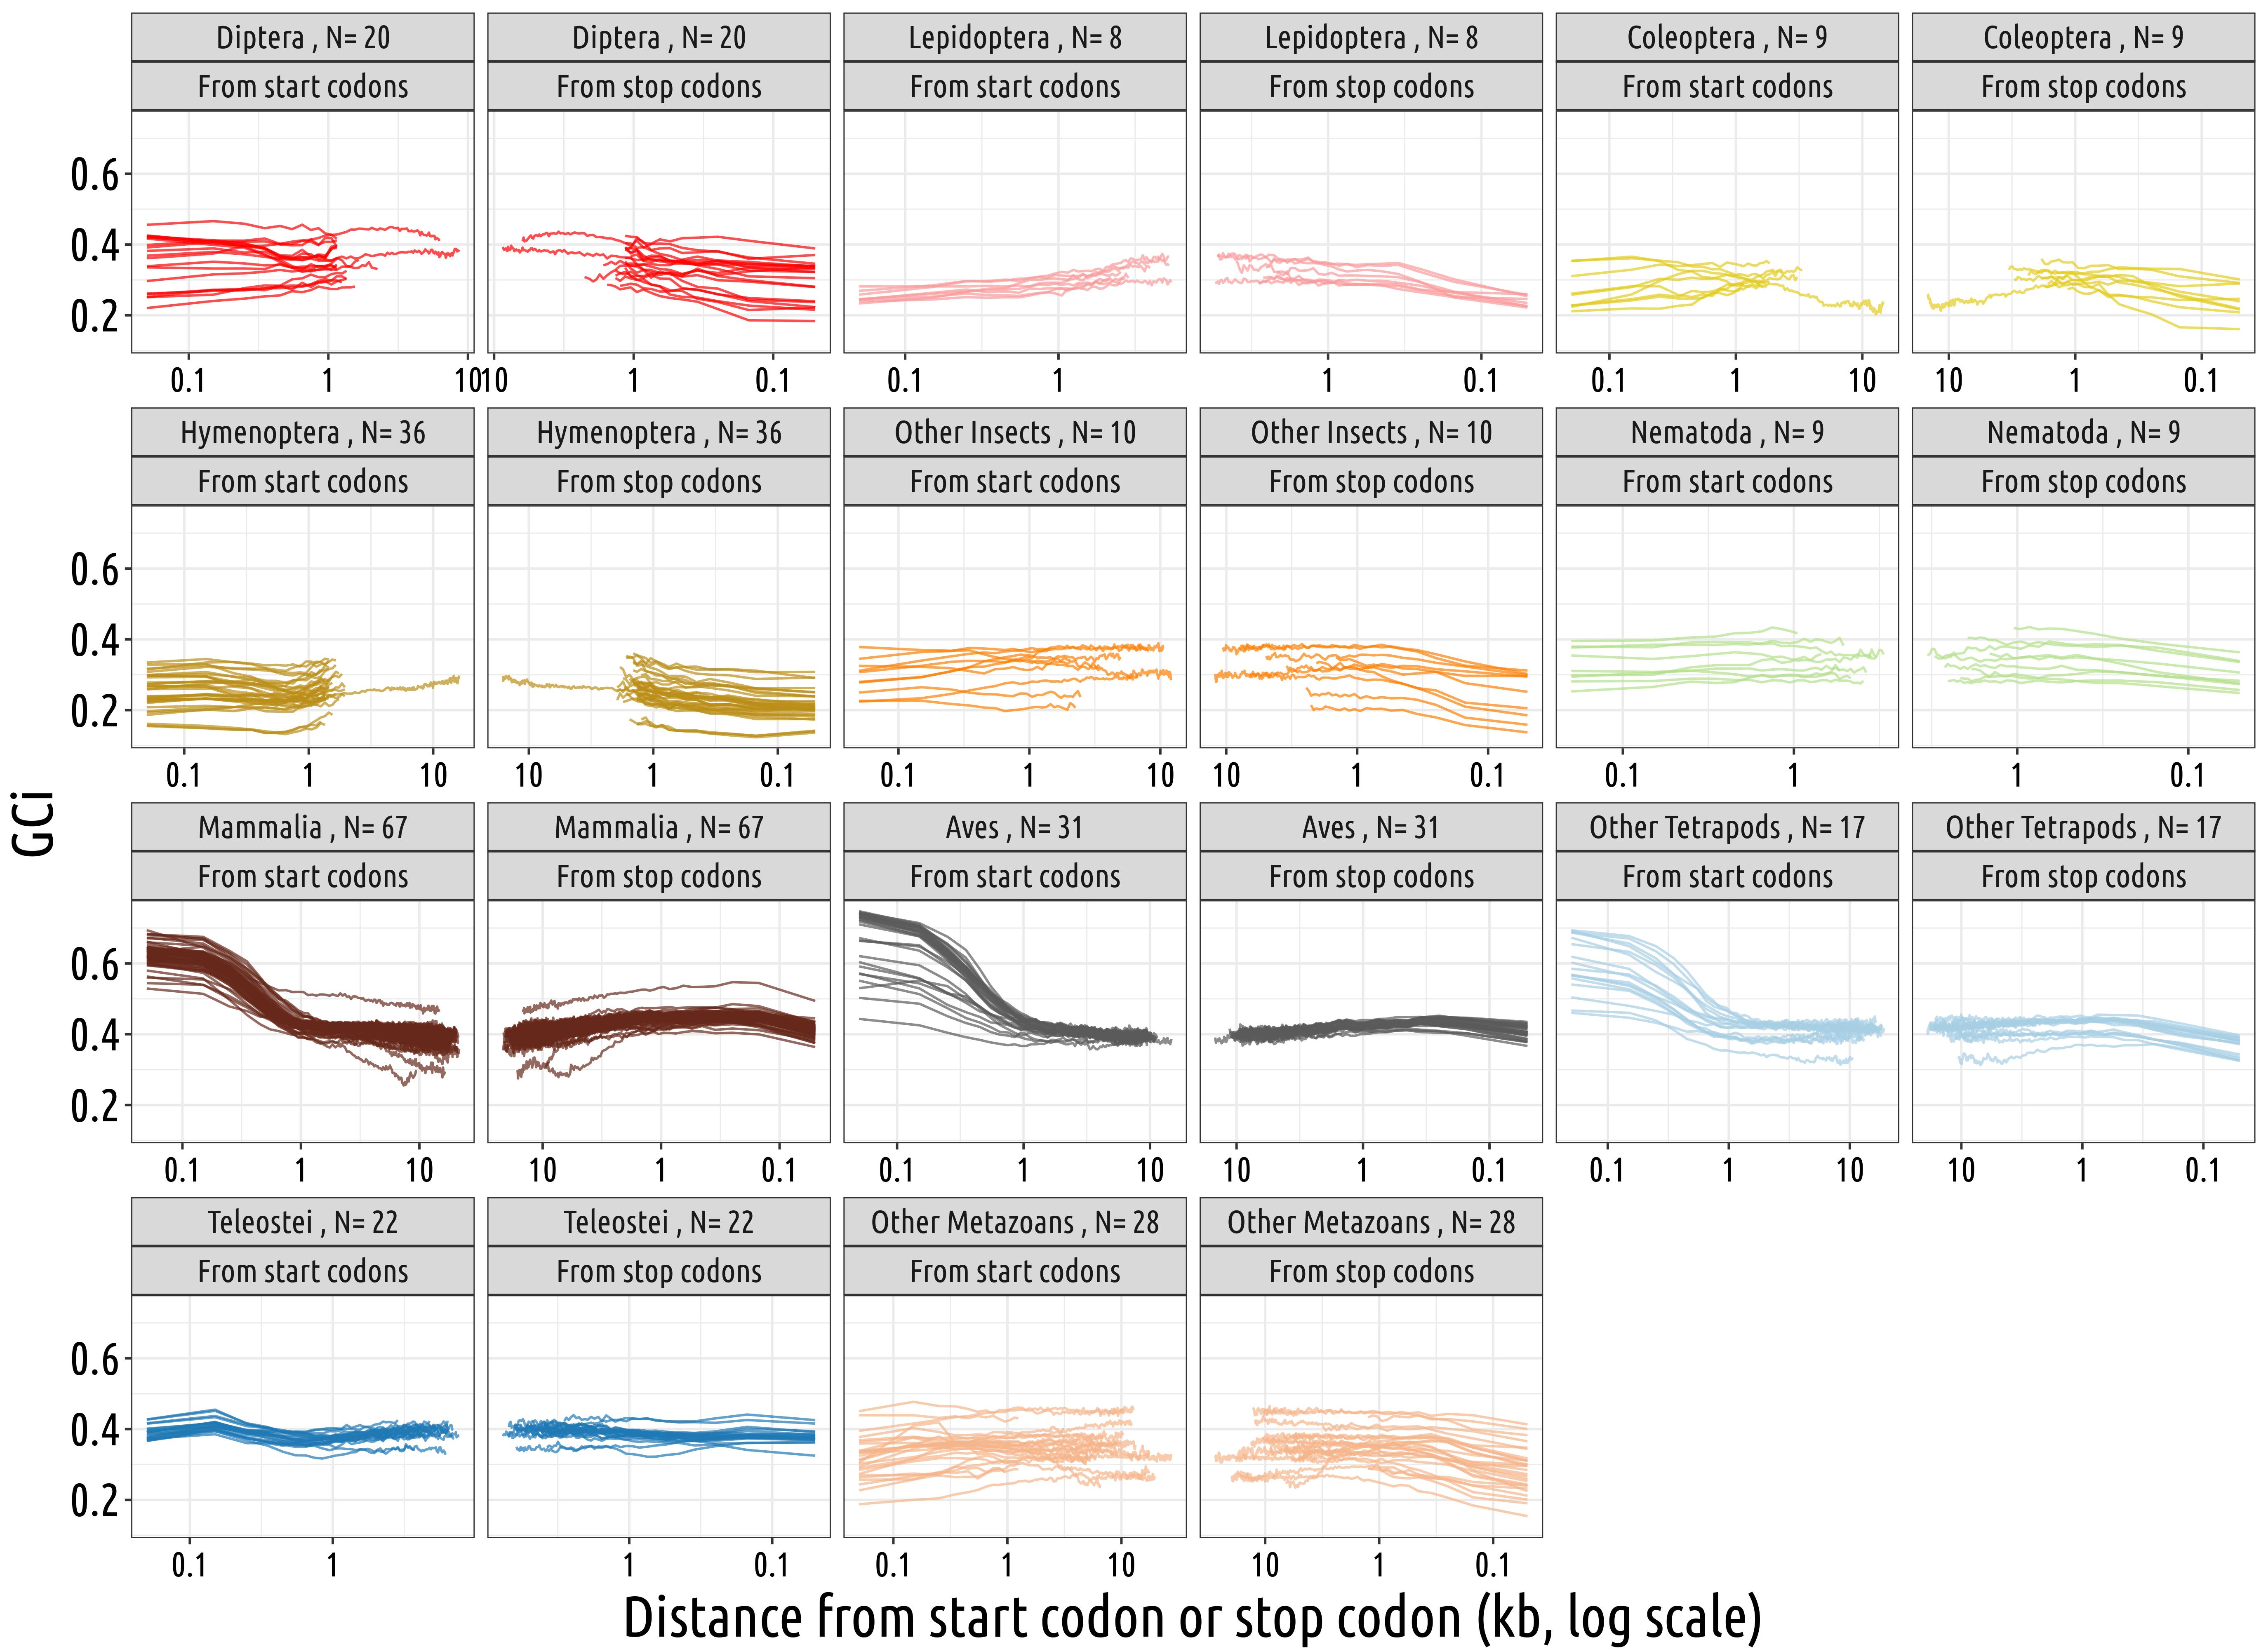 Diptera , N= 20 Diptera , N= 20 Lepidoptera , N= 8 Lepidoptera , N= 8 Coleoptera , N= 9 Coleoptera , N= 9
From start codons From stop codons From start codons From stop codons From start codons From stop codons
0.6
0.4
0.2
0.1 1 10 10 1 0.1 0.1 1 1 0.1 0.1 1 10 10 1 0.1
Hymenoptera , N= 36 Hymenoptera , N= 36 Other Insects , N= 10 Other Insects , N= 10 Nematoda , N= 9 Nematoda , N= 9
From start codons From stop codons From start codons From stop codons From start codons From stop codons
0.6
0.4
0.2
0.1 1 10 10 1 0.1 0.1 1 10 10 1 0.1 0.1 1 1 0.1
GCi
Mammalia , N= 67 Mammalia , N= 67 Aves , N= 31 Aves , N= 31 Other Tetrapods , N= 17 Other Tetrapods , N= 17
From start codons From stop codons From start codons From stop codons From start codons From stop codons
0.6
0.4
0.2
0.1 1 10 10 1 0.1 0.1 1 10 10 1 0.1 0.1 1 10 10 1 0.1
Teleostei , N= 22 Teleostei , N= 22 Other Metazoans , N= 28 Other Metazoans , N= 28
From start codons From stop codons From start codons From stop codons
0.6
0.4
0.2
0.1 1 1 0.1 0.1 1 10 10 1 0.1
Distance from start codon or stop codon (kb, log scale)